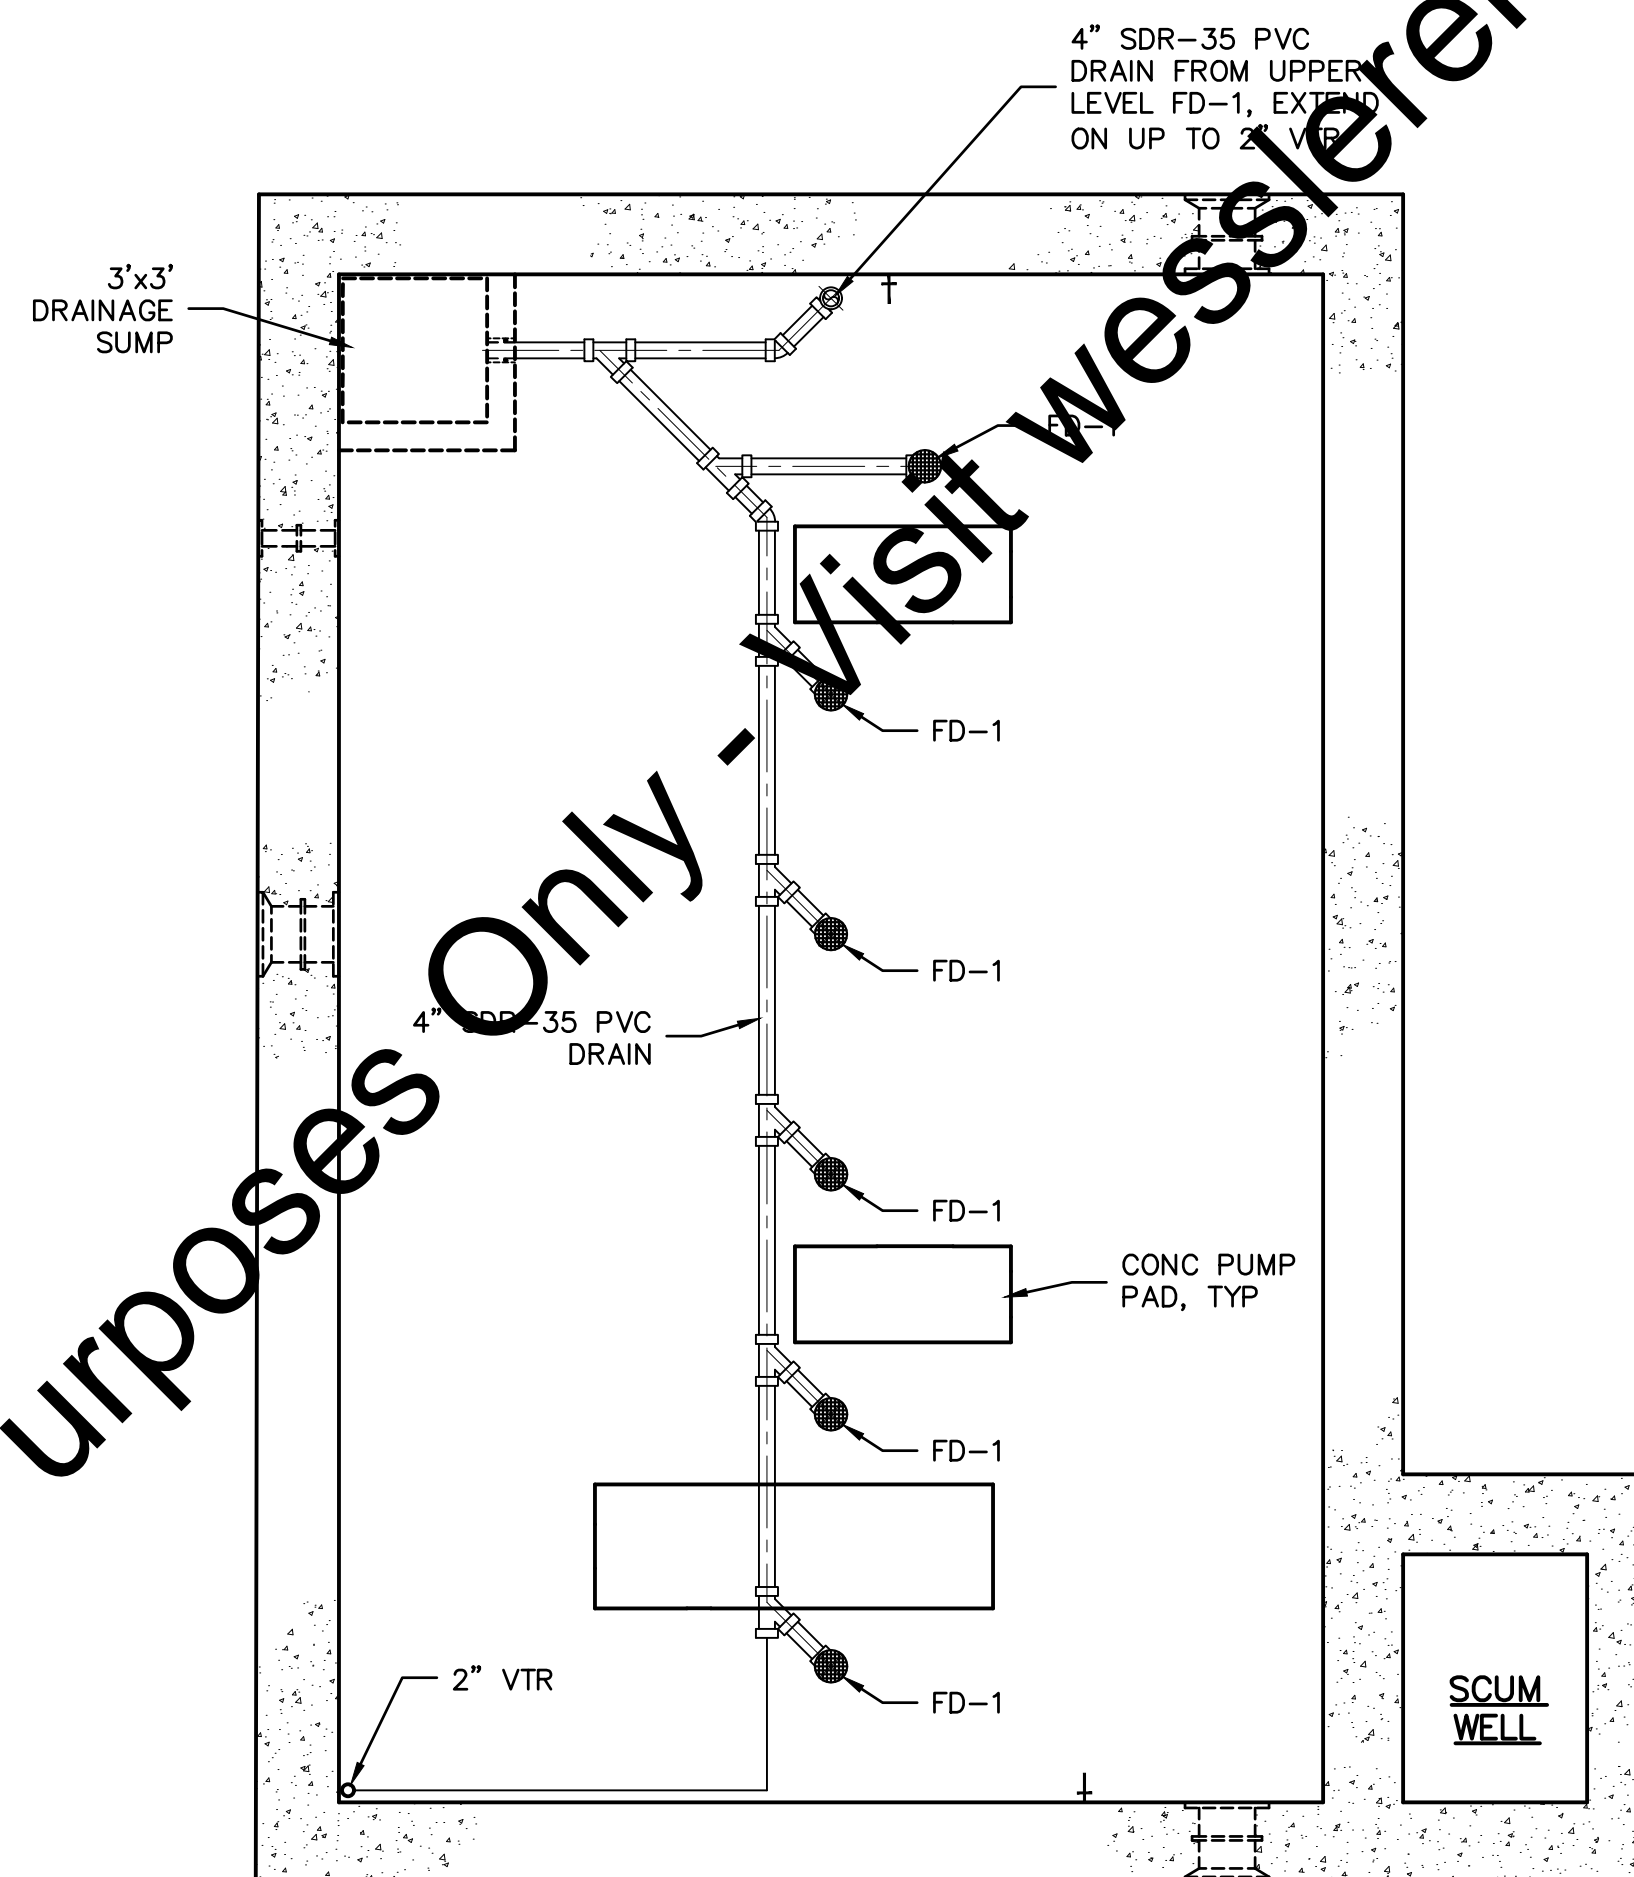 4” SDR-35 PVC
DRAIN FROM UPPER
LEVEL FD-1, EXTEND
ON UP TO 2” VTR
3'x3'
DRAINAGE
SUMP
FD-1
FD-1
FD-1
4” SDR-35 PVC
DRAIN
FD-1
CONC PUMP
PAD, TYP
FD-1
2” VTR
FD-1
SCUM
WELL
urposes Only - Visit wessleren